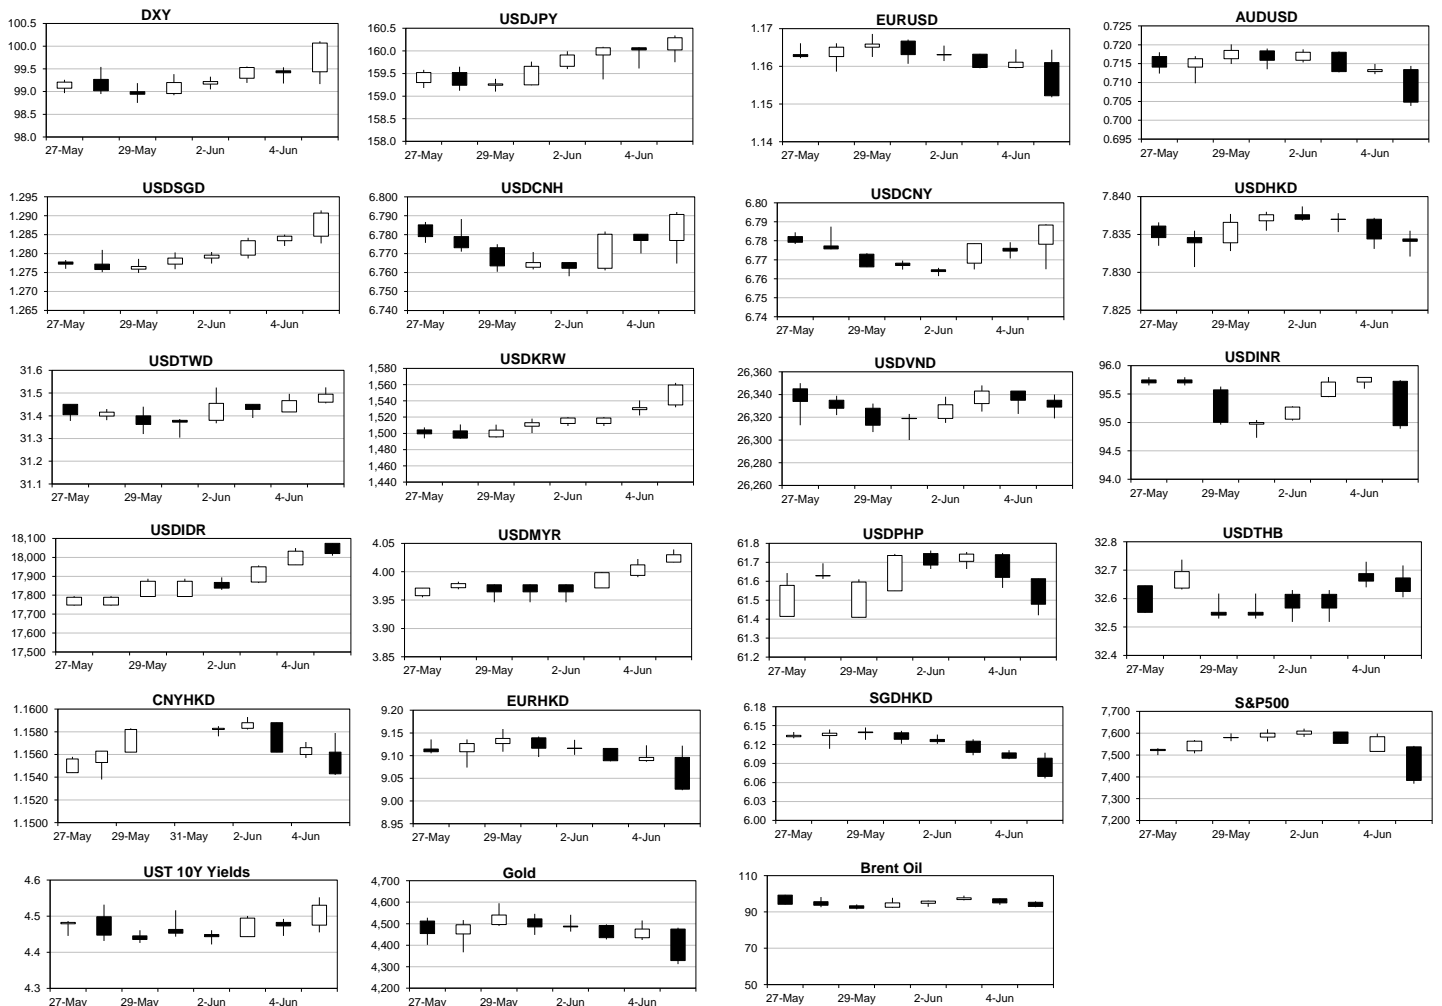 DXY
100.5
100.0
99.5
99.0
98.5
98.0
27-May 29-May 2-Jun 4-Jun
USDJPY
160.5
160.0
159.5
159.0
158.5
158.0
27-May 29-May 2-Jun 4-Jun
EURUSD
1.17
1.16
1.15
1.14
27-May 29-May 2-Jun 4-Jun
AUDUSD
0.725
0.720
0.715
0.710
0.705
0.700
0.695
27-May 29-May 2-Jun 4-Jun
USDSGD
1.295
1.290
1.285
1.280
1.275
1.270
1.265
27-May 29-May 2-Jun 4-Jun
USDCNH
6.800
6.790
6.780
6.770
6.760
6.750
6.740
27-May 29-May 2-Jun 4-Jun
USDCNY
6.80
6.79
6.78
6.77
6.76
6.75
6.74
27-May 29-May 2-Jun 4-Jun
USDHKD
7.840
7.835
7.830
7.825
27-May 29-May 2-Jun 4-Jun
USDTWD
31.6
31.5
31.4
31.3
31.2
31.1
27-May 29-May 2-Jun 4-Jun
USDKRW
1,580
1,560
1,540
1,520
1,500
1,480
1,460
1,440
27-May 29-May 2-Jun 4-Jun
USDVND
26,360
26,340
26,320
26,300
26,280
26,260
27-May 29-May 2-Jun 4-Jun
USDINR
96.0
95.5
95.0
94.5
94.0
27-May 29-May 2-Jun 4-Jun
USDIDR
18,100
18,000
17,900
17,800
17,700
17,600
17,500
27-May 29-May 2-Jun 4-Jun
USDMYR
4.05
4.00
3.95
3.90
3.85
27-May 29-May 2-Jun 4-Jun
USDPHP
61.8
61.7
61.6
61.5
61.4
61.3
61.2
27-May 29-May 2-Jun 4-Jun
USDTHB
32.8
32.7
32.6
32.5
32.4
27-May 29-May 2-Jun 4-Jun
CNYHKD
1.1600
1.1580
1.1560
1.1540
1.1520
1.1500
27-May 29-May 31-May 2-Jun 4-Jun
EURHKD
9.20
9.15
9.10
9.05
9.00
8.95
27-May 29-May 2-Jun 4-Jun
SGDHKD
6.18
6.15
6.12
6.09
6.06
6.03
6.00
27-May 29-May 2-Jun 4-Jun
S&P500
7,700
7,600
7,500
7,400
7,300
7,200
27-May 29-May 2-Jun 4-Jun
UST 10Y Yields
4.6
4.5
4.4
4.3
27-May 29-May 2-Jun 4-Jun
Gold
4,700
4,600
4,500
4,400
4,300
4,200
27-May 29-May 2-Jun 4-Jun
Brent Oil
110
90
70
50
27-May 29-May 2-Jun 4-Jun